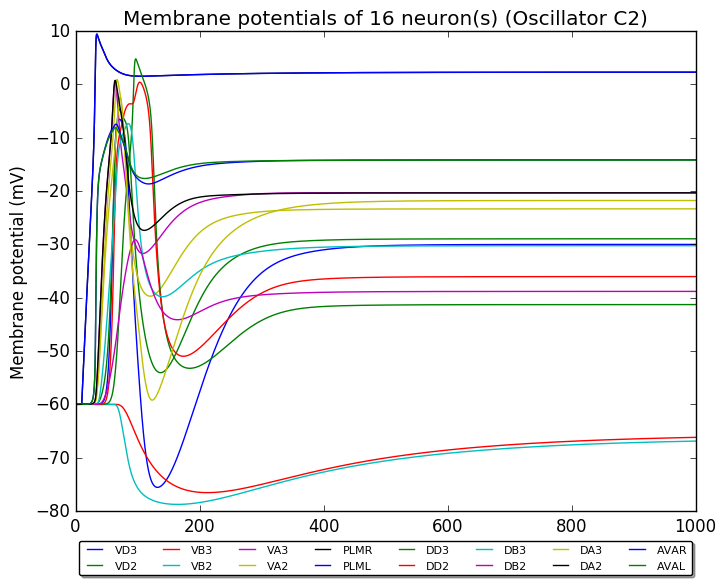 Membrane potentials of 16 neuron(s) (Oscillator C2)
Membrane potential (mV)
10
0
−10
−20
−30
−40
−50
−60
−70
−80
0 200 400 600 800 1000
VD3 VB3 VA3 PLMR DD3 DB3 DA3 AVAR
VD2 VB2 VA2 PLML DD2 DB2 DA2 AVAL